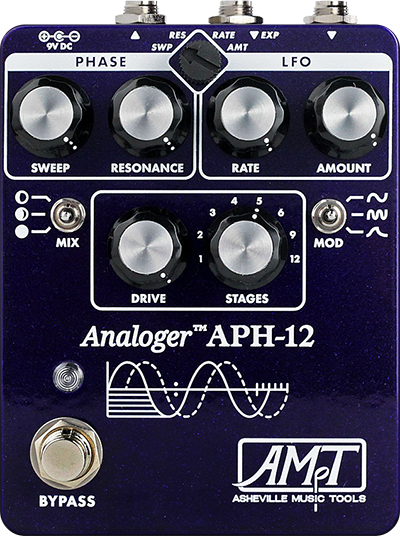 9V DC
RES RATE EXP
SWP AMT
PHASE LFO
SWEEP RESONANCE RATE AMOUNT
MIX DRIVE STAGES MOD
1 2 3 4 5 6 9 12
Analoger™ APH-12
BYPASS
AMT
ASHEVILLE MUSIC TOOLS